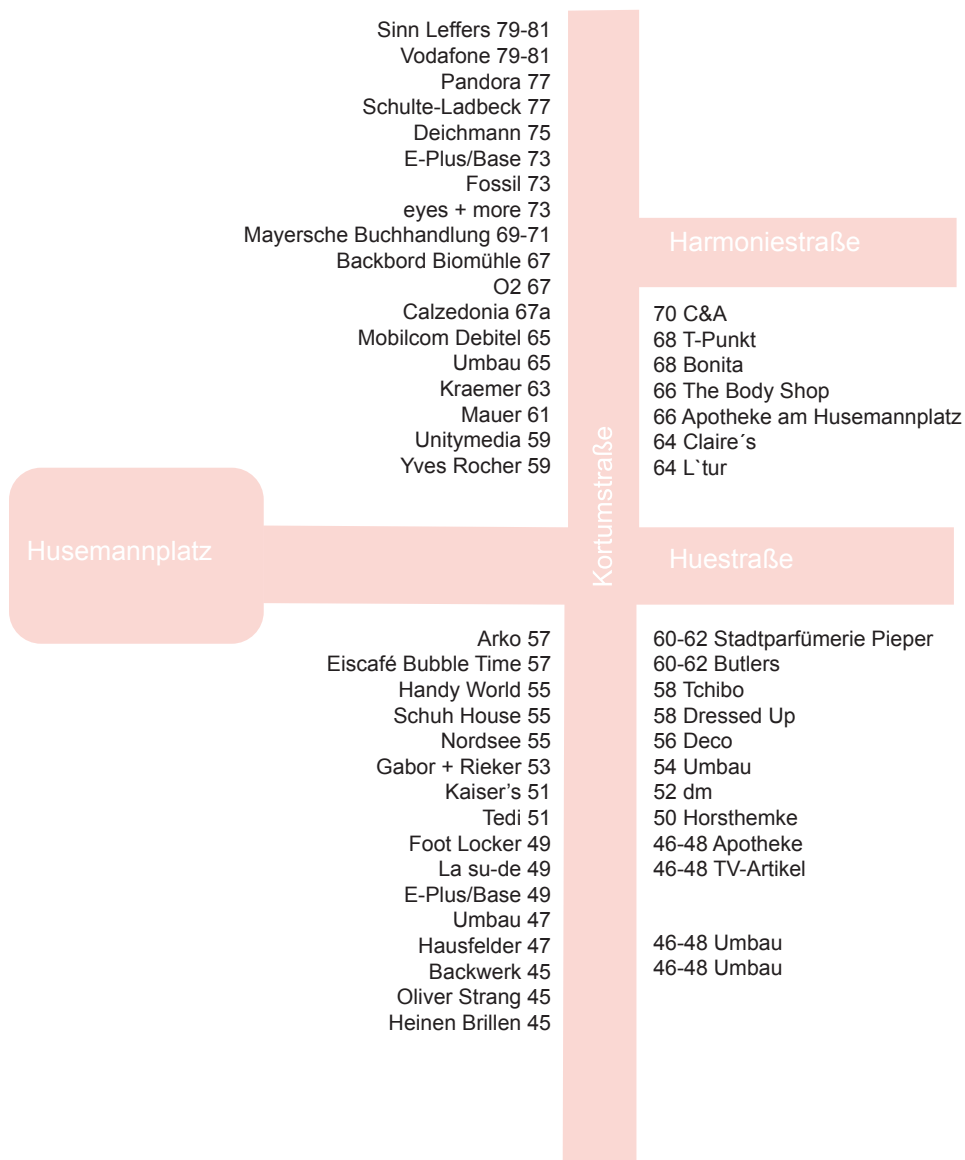 Sinn Leffers 79-81
Vodafone 79-81
Pandora 77
Schulte-Ladbeck 77
Deichmann 75
E-Plus/Base 73
Fossil 73
eyes + more 73
Mayersche Buchhandlung 69-71
Backbord Biomühle 67
O2 67
Calzedonia 67a
Mobilcom Debitel 65
Umbau 65
Kraemer 63
Mauer 61
Unitymedia 59
Yves Rocher 59
Harmoniestraße
70 C&A
68 T-Punkt
68 Bonita
66 The Body Shop
66 Apotheke am Husemannplatz
64 Claire´s
64 L`tur
Kortumstraße
Husemannplatz
Huestraße
Arko 57
Eiscafé Bubble Time 57
Handy World 55
Schuh House 55
Nordsee 55
Gabor + Rieker 53
Kaiser’s 51
Tedi 51
Foot Locker 49
La su-de 49
E-Plus/Base 49
Umbau 47
Hausfelder 47
Backwerk 45
Oliver Strang 45
Heinen Brillen 45
60-62 Stadtparfümerie Pieper
60-62 Butlers
58 Tchibo
58 Dressed Up
56 Deco
54 Umbau
52 dm
50 Horsthemke
46-48 Apotheke
46-48 TV-Artikel
46-48 Umbau
46-48 Umbau